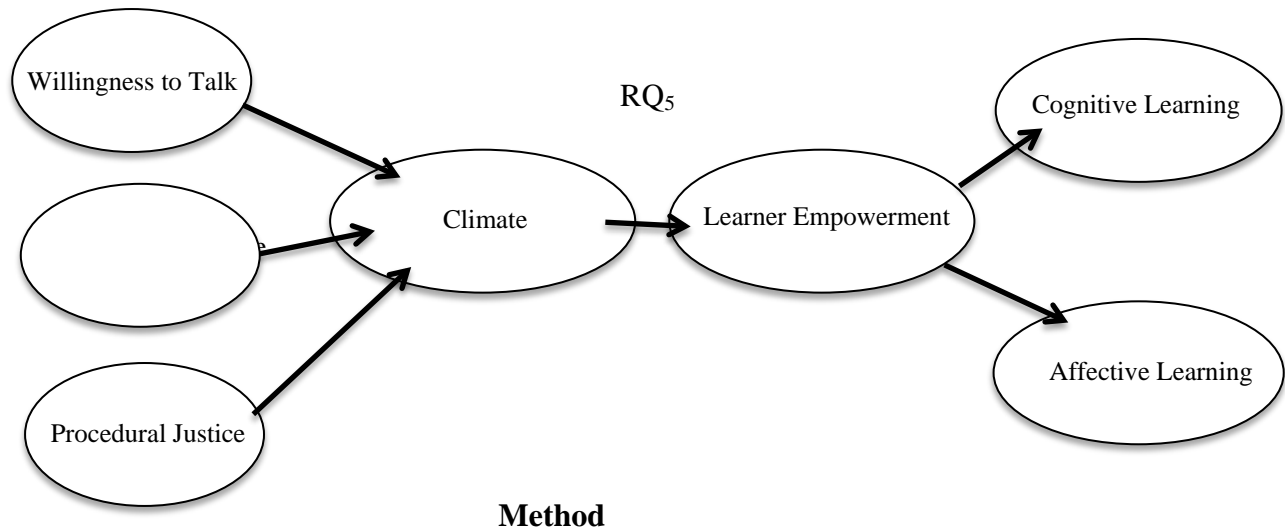 Willingness to Talk
RQ₅
Cognitive Learning
Climate
Learner Empowerment
Affective Learning
Procedural Justice
Method